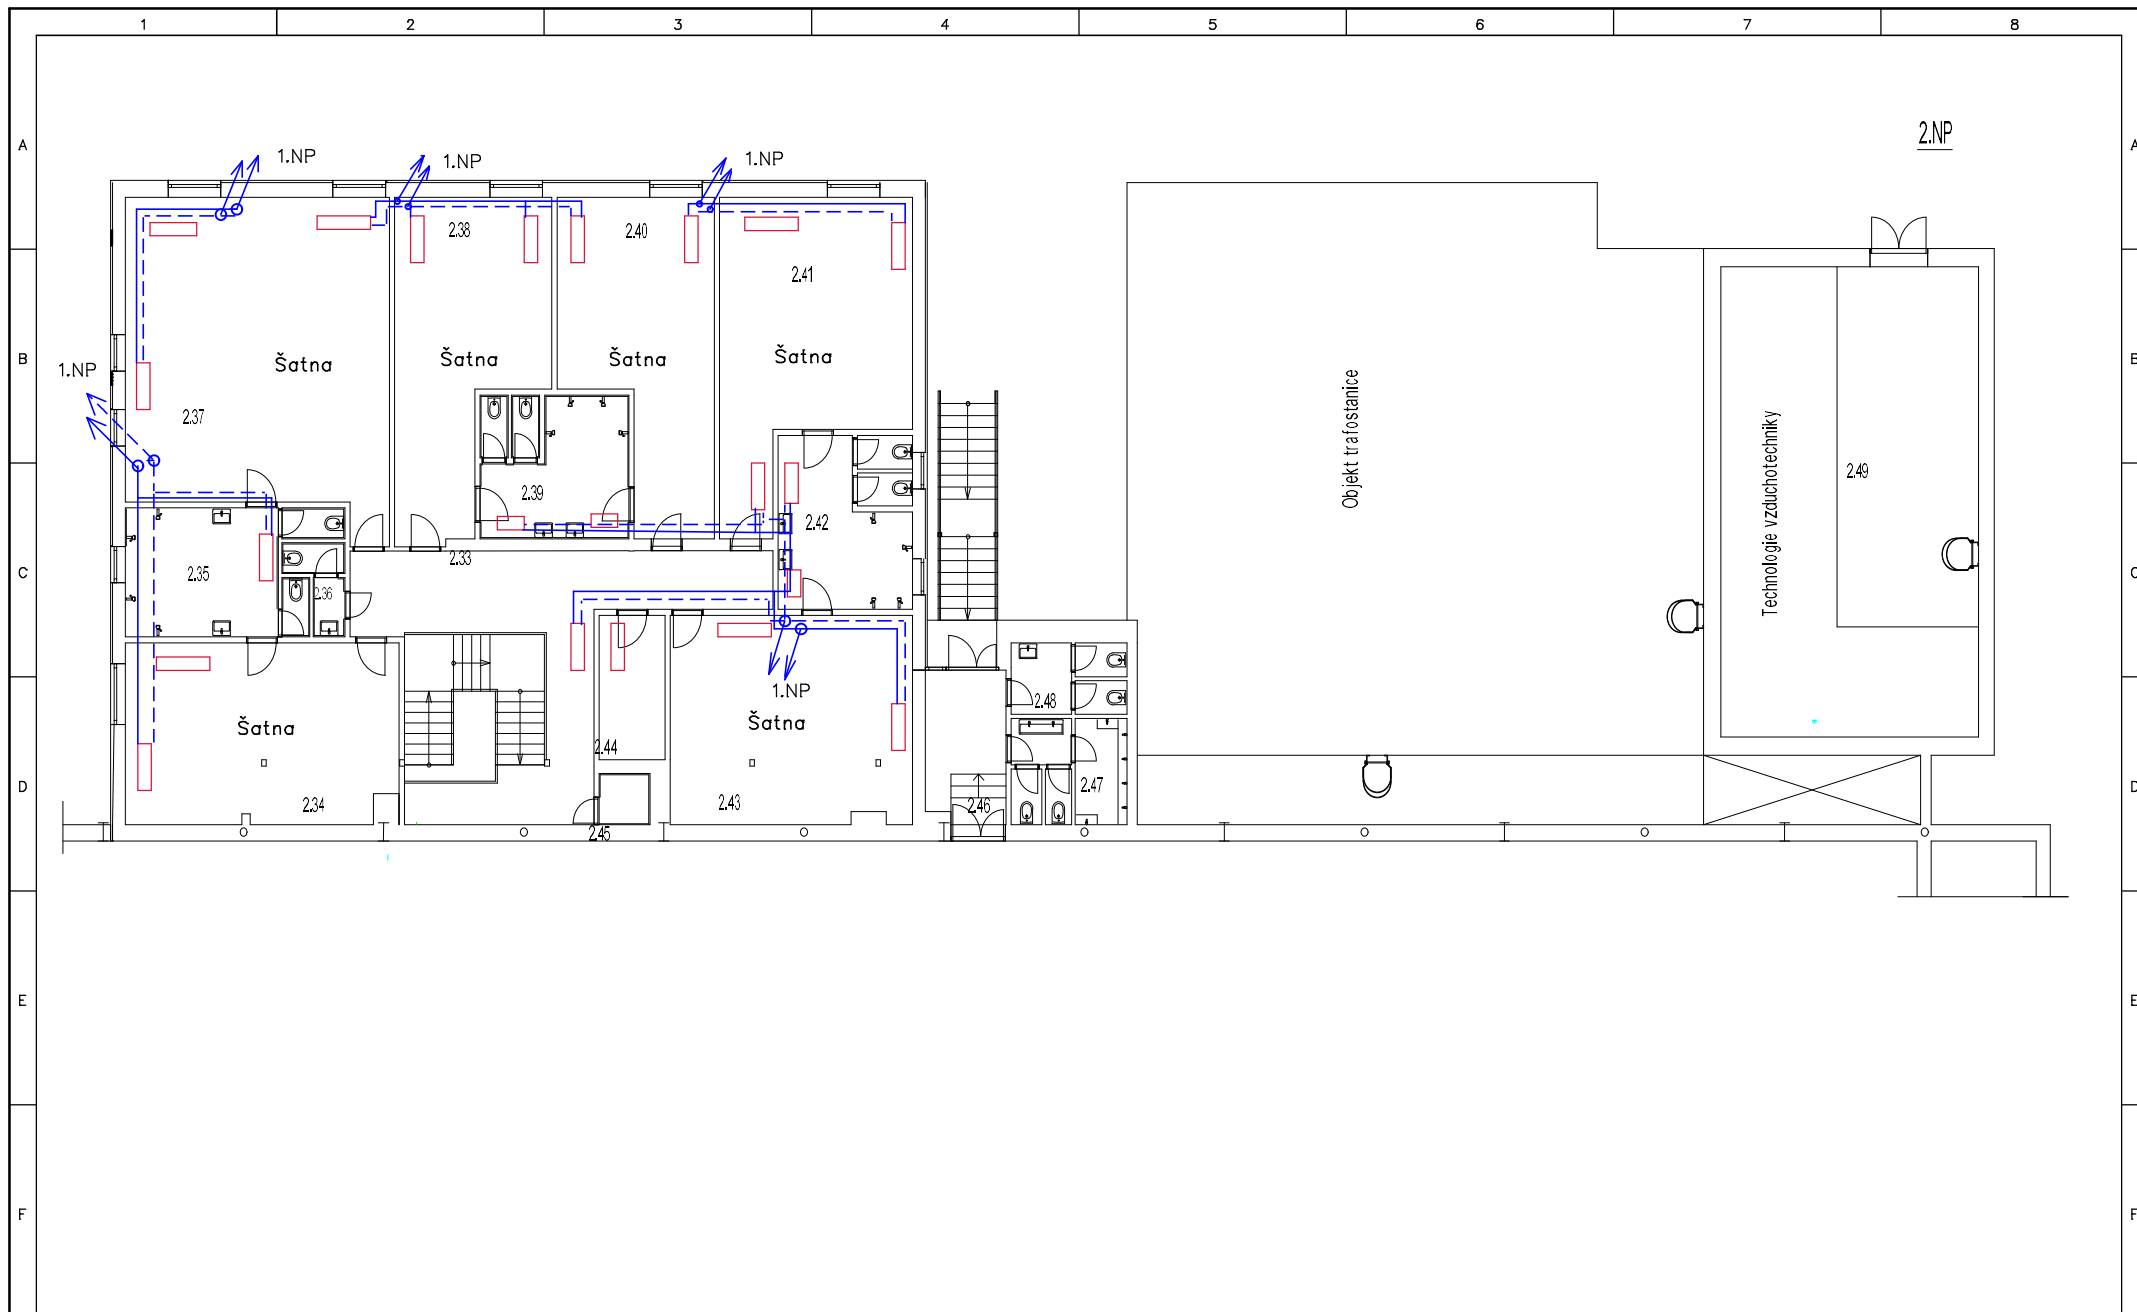 1 2 3 4 5 6 7 8
A A
2.NP
1.NP 1.NP 1.NP
2.38 2.40
2.41
B B
Šatna Šatna Šatna Šatna
1.NP
2.37
Objekt trafostanice
Technologie vzduchotechniky
2.49
2.39
2.42
2.33
C C
2.35
2.36
1.NP
2.48
Šatna Šatna
2.44
D D
2.34 2.43 2.46 2.47
2.45
E E
F F